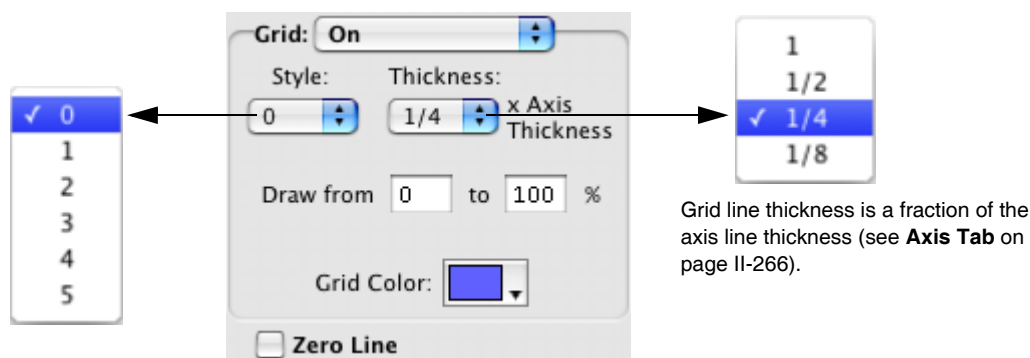 Grid: On
Style: Thickness:
0 1/4 x Axis Thickness
Draw from 0 to 100 %
Grid Color:
Zero Line
✓ 0
1
2
3
4
5
1
1/2
✓ 1/4
1/8
Grid line thickness is a fraction of the
axis line thickness (see Axis Tab on
page II-266).